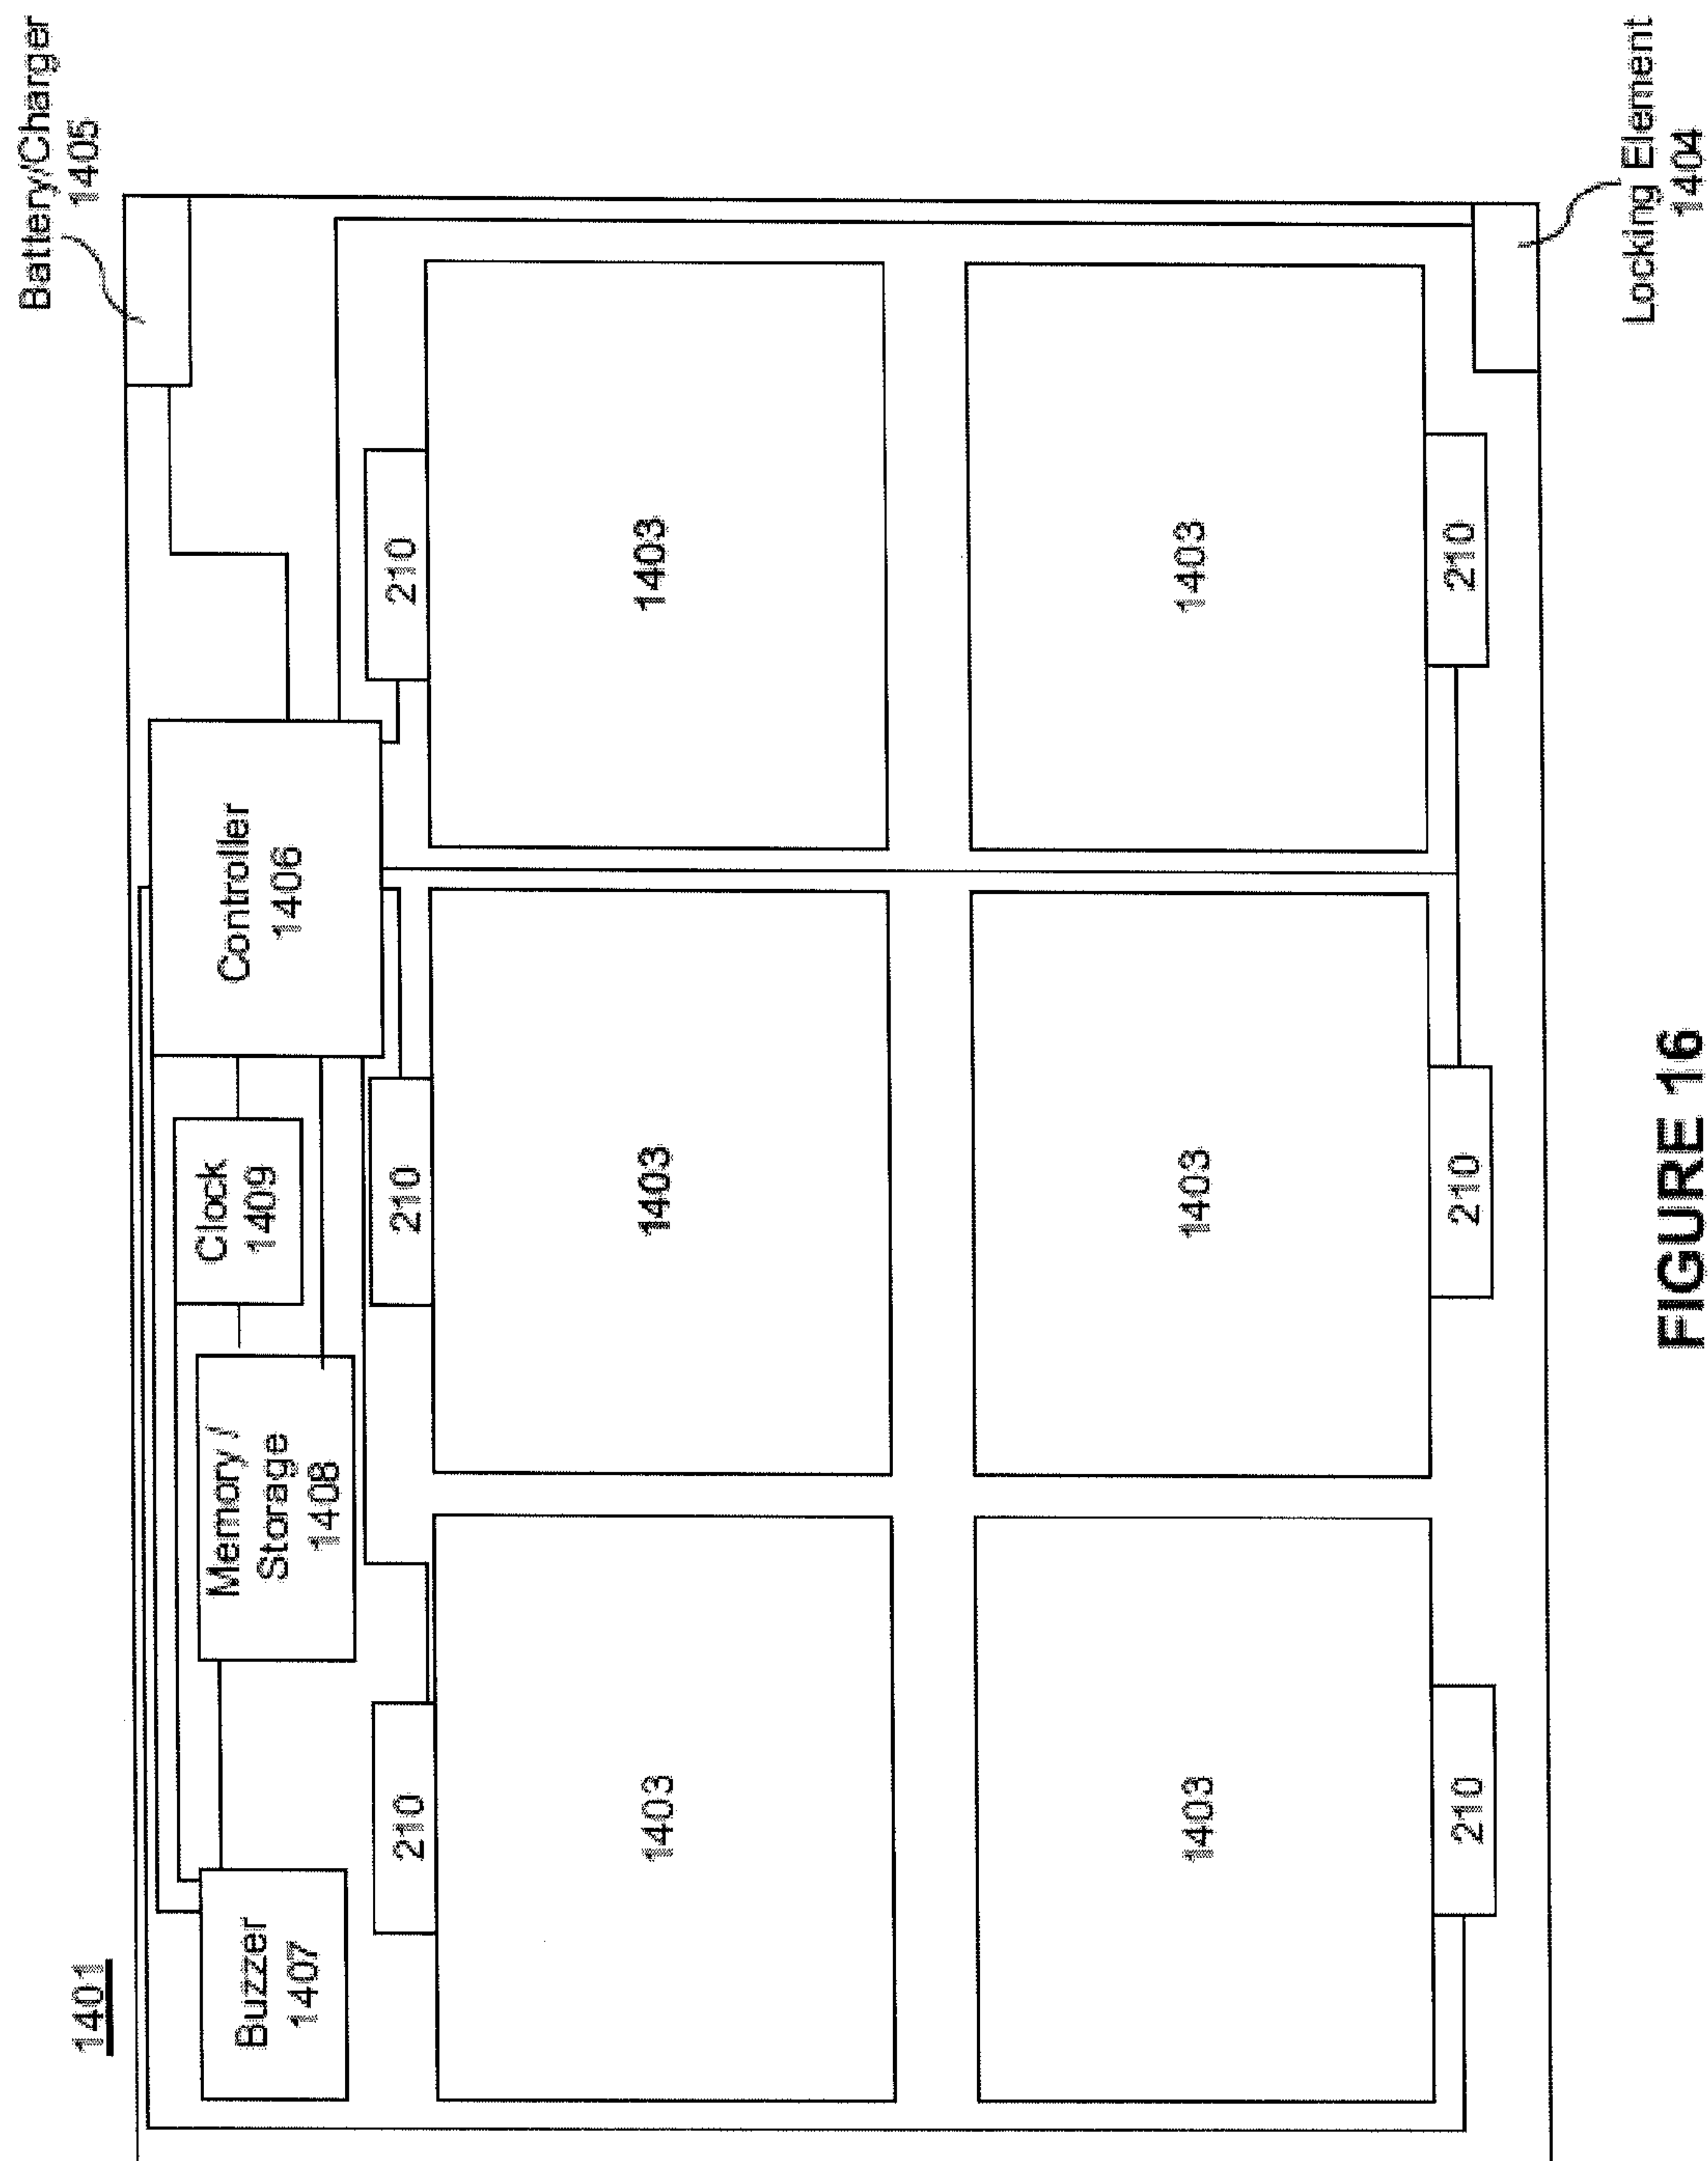 Battery/Charger
1405
1401
Buzzer
1407
Memory /
Storage
1408
Clock
1409
Controller
1406
210
210
210
1403
1403
1403
1403
1403
1403
210
210
210
Locking Element
1404
FIGURE 16